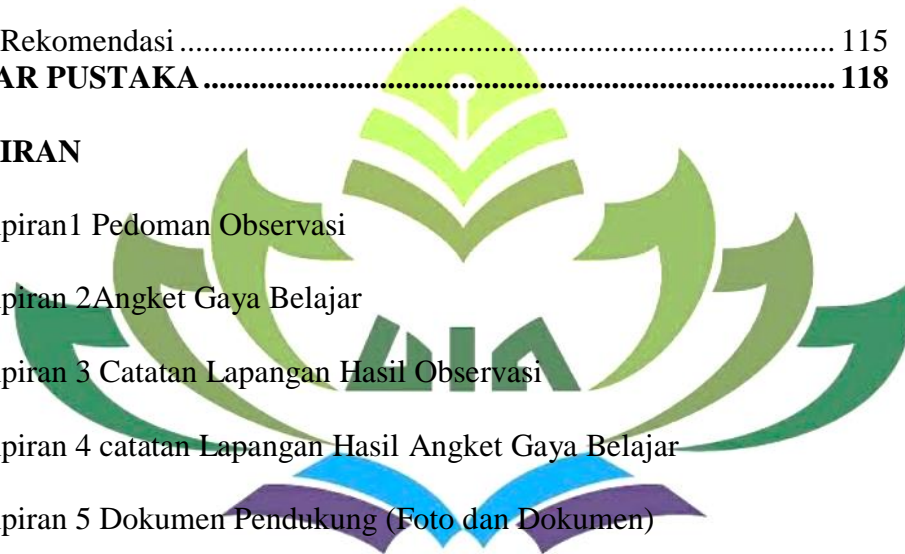 Rekomendasi ........................................................................................ 115
AR PUSTAKA ................................................................................ 118
IRAN
piran1 Pedoman Observasi
piran 2Angket Gaya Belajar
piran 3 Catatan Lapangan Hasil Observasi
piran 4 catatan Lapangan Hasil Angket Gaya Belajar
piran 5 Dokumen Pendukung (Foto dan Dokumen)